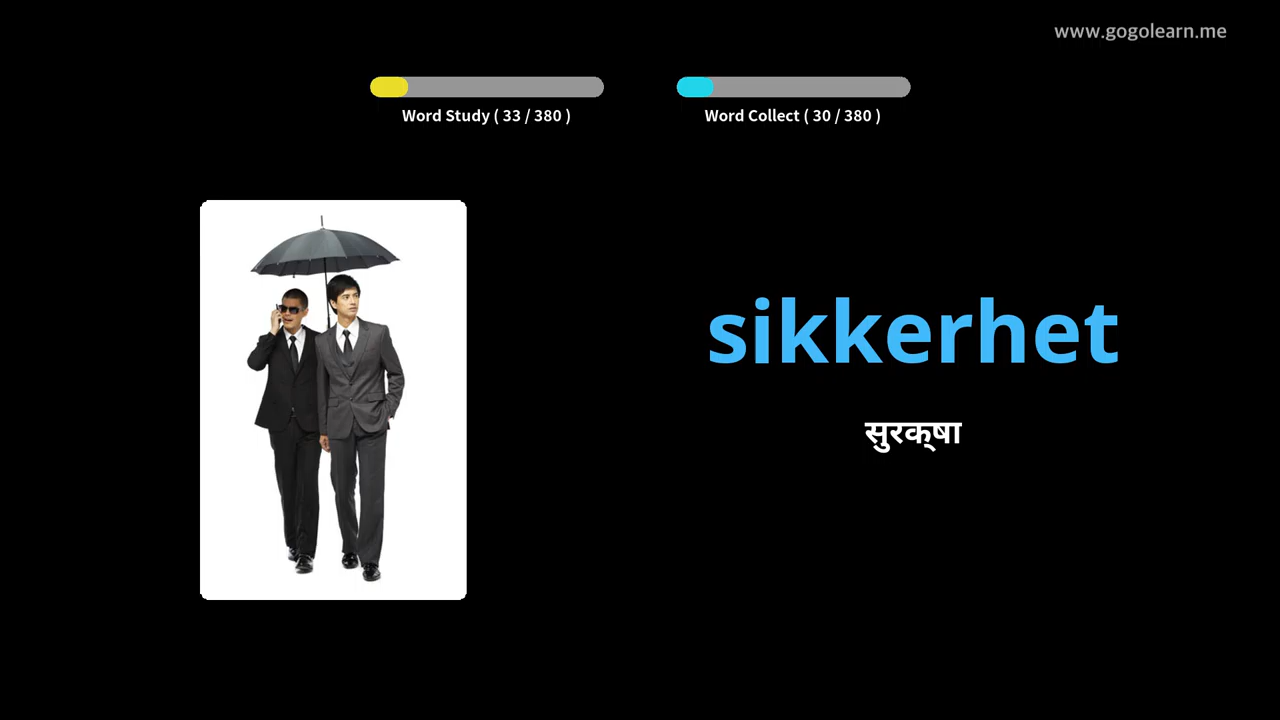 www.gogolearn.me
Word Study ( 33 / 380 )
Word Collect ( 30 / 380 )
sikkerhet
सुरक्षा